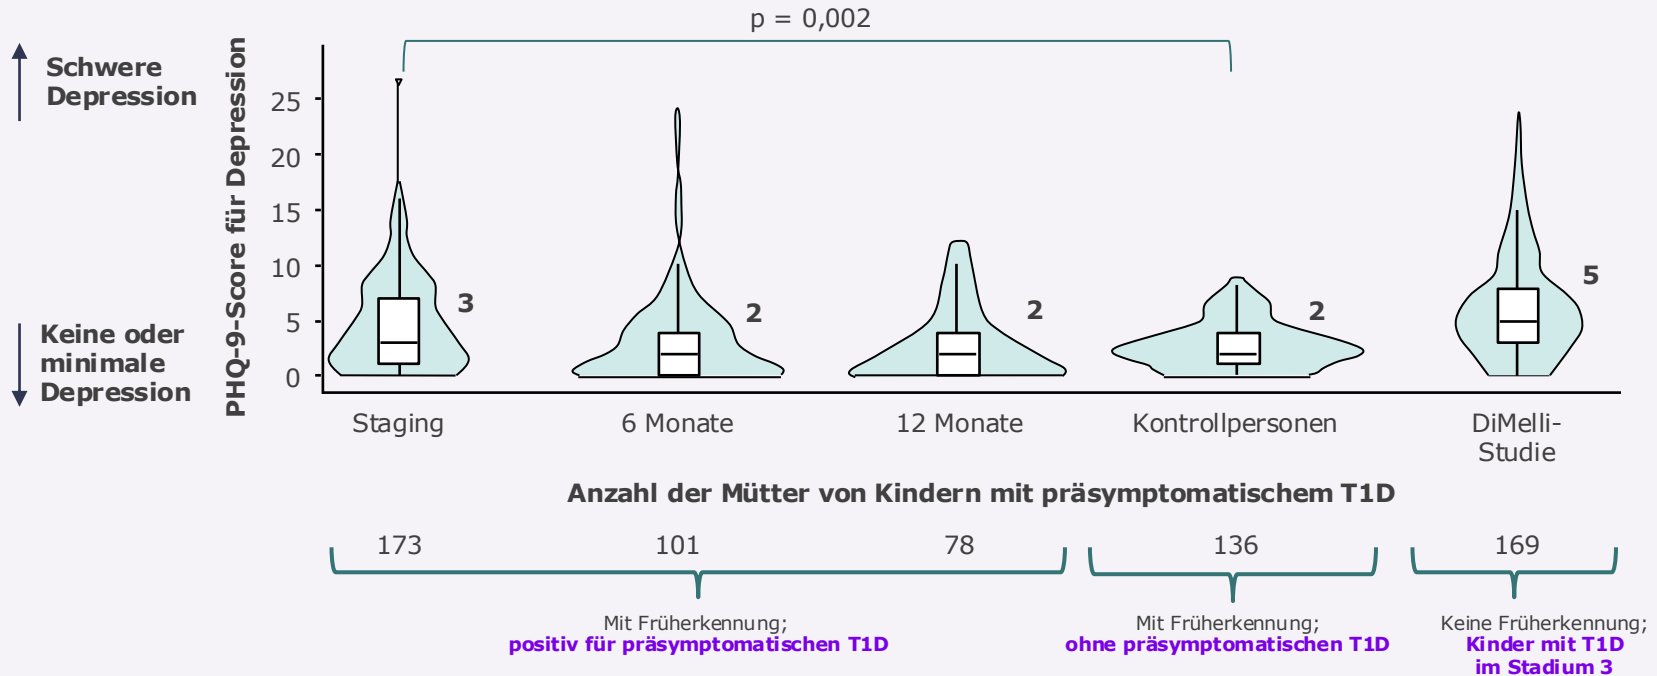 p = 0,002
Schwere
Depression
Keine oder
minimale
Depression
PHQ-9-Score für Depression
25
20
15
10
5
0
3
2
2
2
5
Staging
6 Monate
12 Monate
Kontrollpersonen
DiMelli-
Studie
Anzahl der Mütter von Kindern mit präsymptomatischem T1D
173
101
78
136
169
Mit Früherkennung;
positiv für präsymptomatischen T1D
Mit Früherkennung;
ohne präsymptomatischen T1D
Keine Früherkennung;
Kinder mit T1D
im Stadium 3